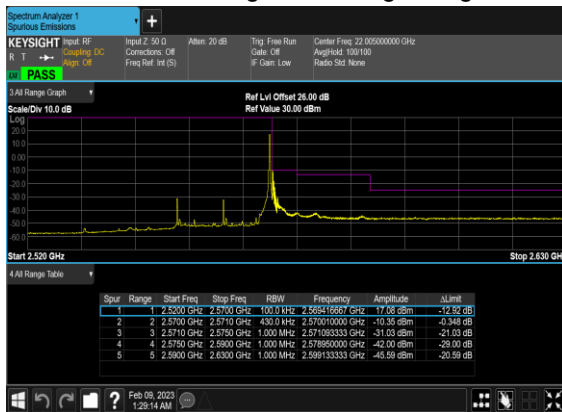 Spectrum Analyzer 1
Spurious Emissions
KEYSIGHT Input: RF Input Z: 50 Ω Atten: 20 dB Trig: Free Run Center Freq: 22.005000000 GHz
R T Coupling: DC Corrections: Off Gate: Off Avg|Hold: 100/100
Align: Off Freq Ref: Int (S) IF Gain: Low Radio Std: None
PASS
3 All Range Graph
Ref Lvl Offset 26.00 dB
Scale/Div 10.0 dB Ref Value 30.00 dBm
Log
20.0
10.0
0.00
-10.0
-20.0
-30.0
-40.0
-50.0
-60.0
Start 2.520 GHz Stop 2.630 GH
4 All Range Table
Spur Range Start Freq Stop Freq RBW Frequency Amplitude ΔLimit
1 1 2.5200 GHz 2.5700 GHz 100.0 kHz 2.569416667 GHz 17.08 dBm -12.92 dB
2 2 2.5700 GHz 2.5710 GHz 430.0 kHz 2.570010000 GHz -10.35 dBm -0.348 dB
3 3 2.5710 GHz 2.5750 GHz 1.000 MHz 2.571093333 GHz -31.03 dBm -21.03 dB
4 4 2.5750 GHz 2.5900 GHz 1.000 MHz 2.578950000 GHz -42.00 dBm -29.00 dB
5 5 2.5900 GHz 2.6300 GHz 1.000 MHz 2.599133333 GHz -45.59 dBm -20.59 dB
Feb 09, 2023
1:29:14 AM